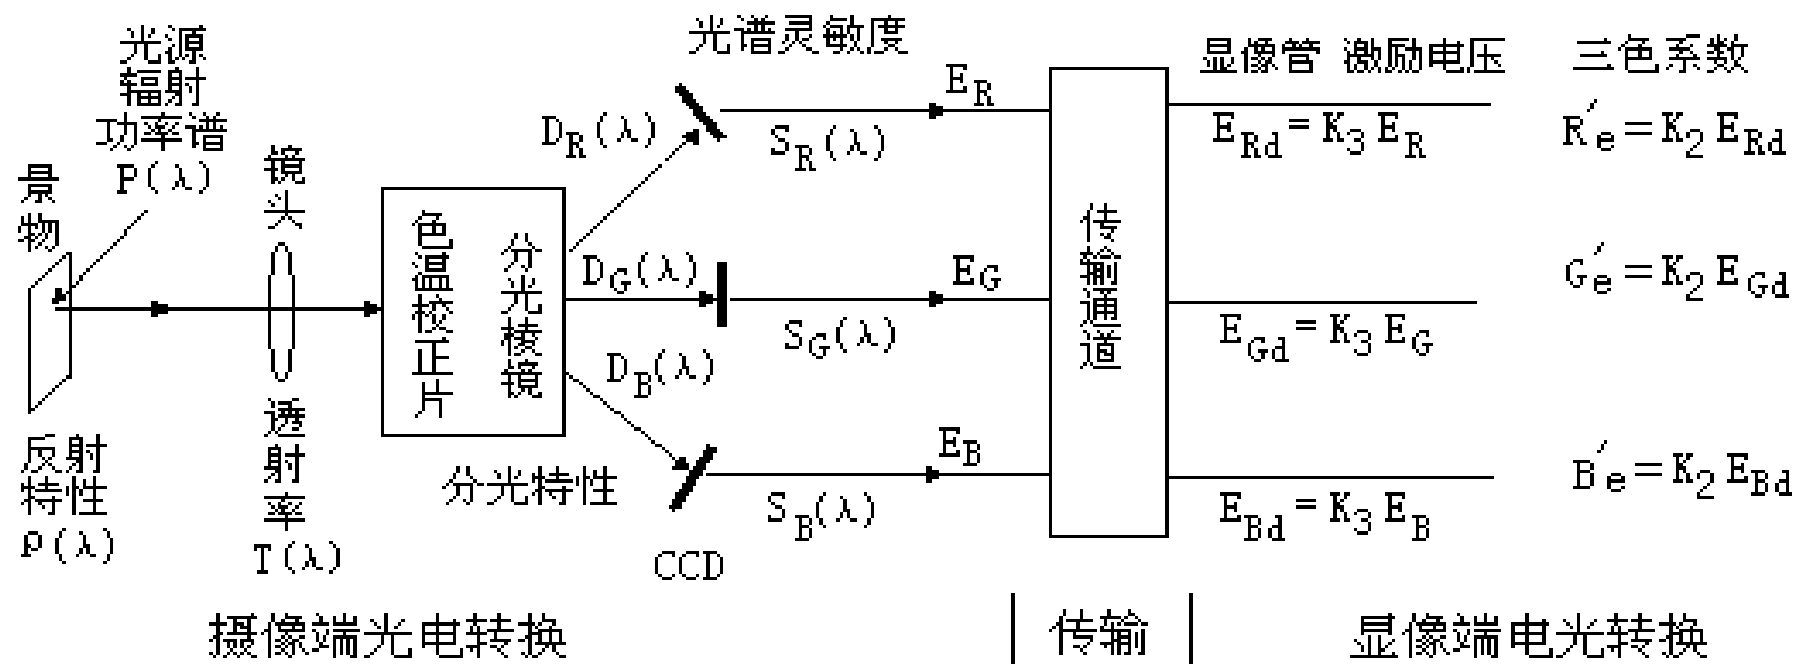 光源
辐射
功率谱
P(λ)
景物
反射
特性
ρ(λ)
镜头
透射率
T(λ)
色温校正片
分光棱镜
分光特性
D_R(λ)
D_G(λ)
D_B(λ)
光谱灵敏度
S_R(λ)
S_G(λ)
S_B(λ)
CCD
E_R
E_G
E_B
传输通道
显像管 激励电压
E_Rd=K_3 E_R
E_Gd=K_3 E_G
E_Bd=K_3 E_B
三色系数
R'_e=K_2 E_Rd
G'_e=K_2 E_Gd
B'_e=K_2 E_Bd
摄像端光电转换
传输
显像端电光转换